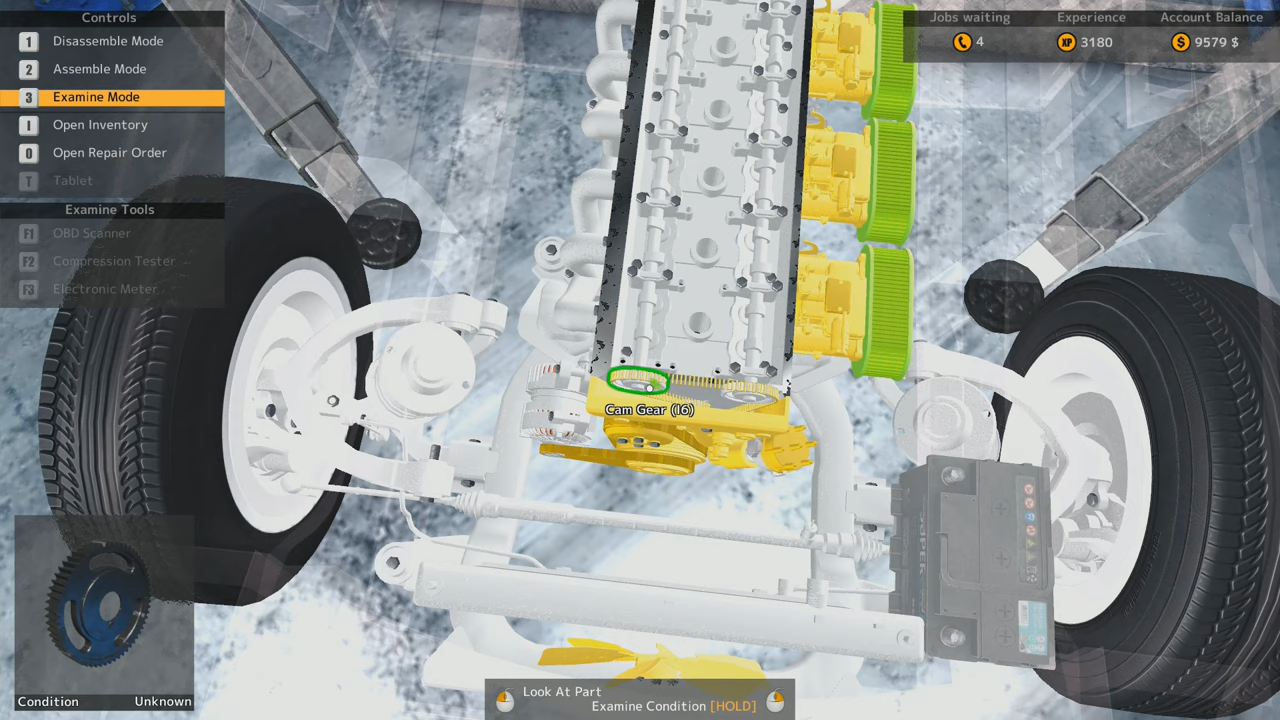 Controls
1 Disassemble Mode
2 Assemble Mode
3 Examine Mode
I Open Inventory
O Open Repair Order
T Tablet
Examine Tools
F1 OBD Scanner
F2 Compression Tester
F3 Electronic Meter
Jobs waiting Experience Account Balance
4 XP 3180 $ 9579 $
Cam Gear (I6)
Condition Unknown
Look At Part
Examine Condition [HOLD]